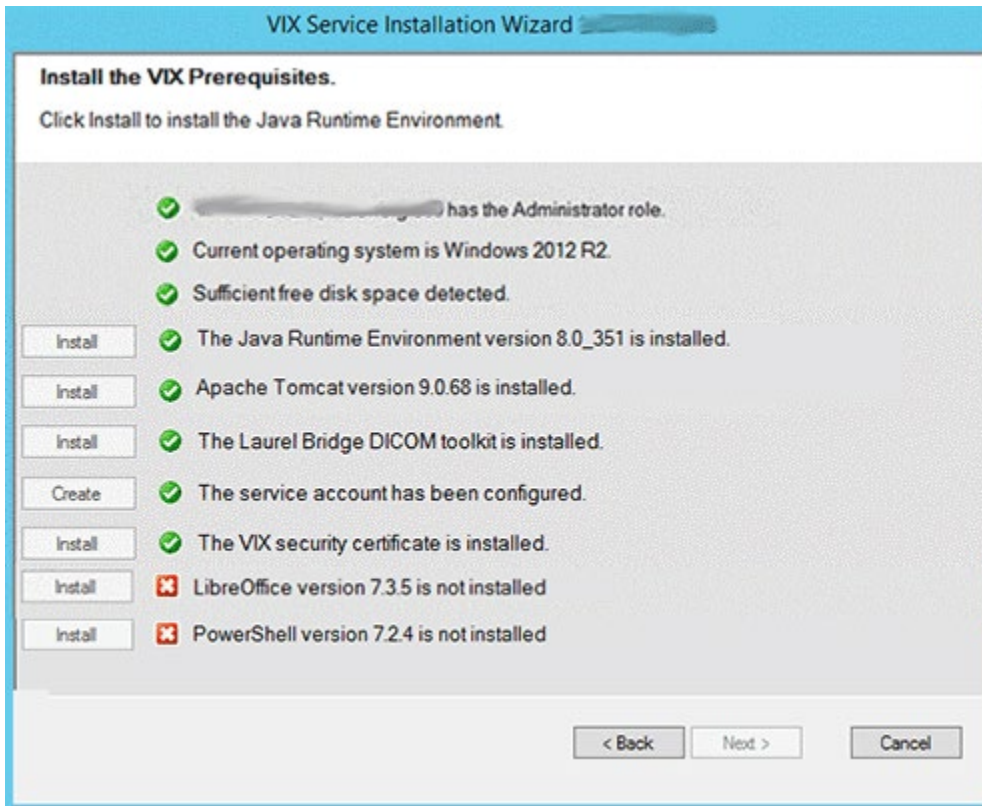 VIX Service Installation Wizard
Install the VIX Prerequisites.
Click Install to install the Java Runtime Environment.
has the Administrator role.
Current operating system is Windows 2012 R2.
Sufficient free disk space detected.
Install The Java Runtime Environment version 8.0_351 is installed.
Install Apache Tomcat version 9.0.68 is installed.
Install The Laurel Bridge DICOM toolkit is installed.
Create The service account has been configured.
Install The VIX security certificate is installed.
Install LibreOffice version 7.3.5 is not installed
Install PowerShell version 7.2.4 is not installed
< Back Next > Cancel